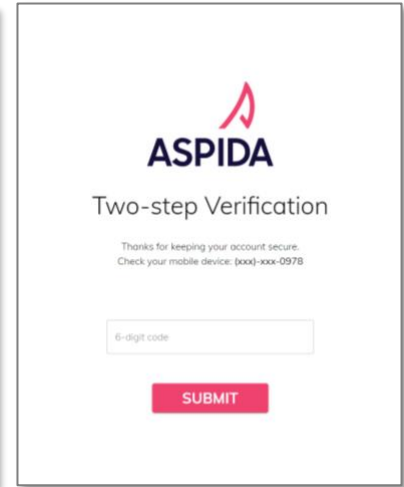 ASPIDA
Two-step Verification
Thanks for keeping your account secure.
Check your mobile device: (xxx)-xxx-0978
6-digit code
SUBMIT